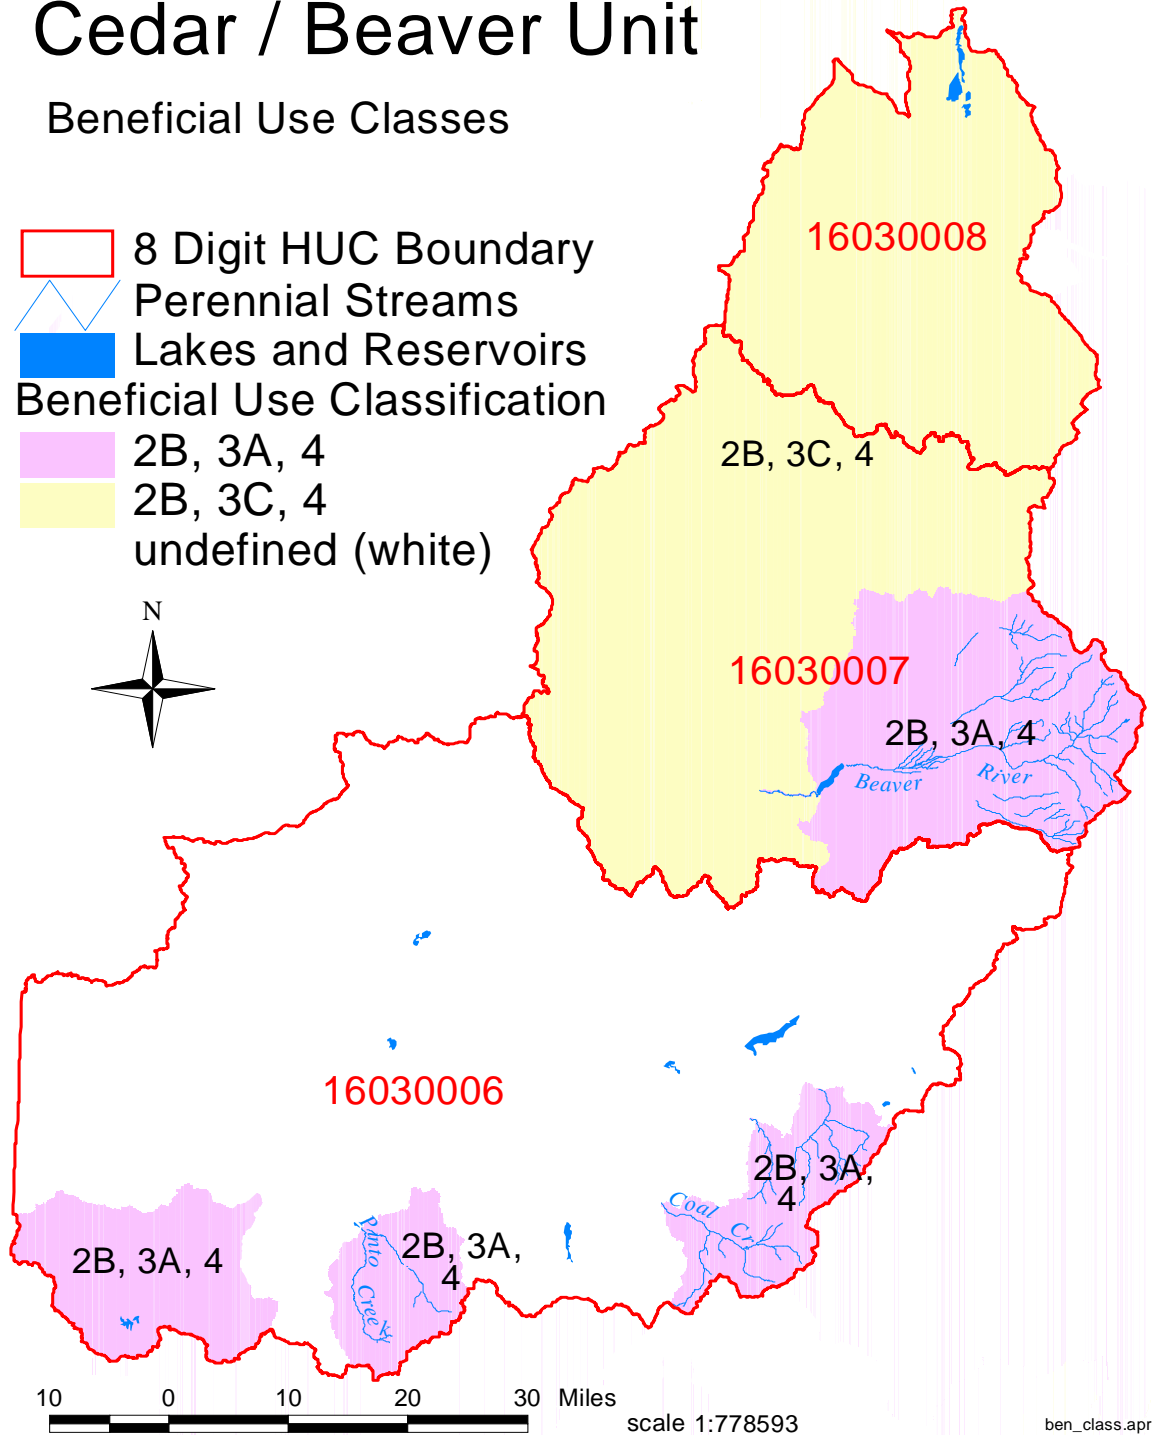 Cedar / Beaver Unit
Beneficial Use Classes
8 Digit HUC Boundary
Perennial Streams
Lakes and Reservoirs
Beneficial Use Classification
2B, 3A, 4
2B, 3C, 4
undefined (white)
N
16030008
2B, 3C, 4
16030007
2B, 3A, 4
Beaver River
16030006
2B, 3A,
4
Coal Cr.
2B, 3A, 4
Pinto Creek
2B, 3A,
4
10 0 10 20 30 Miles
scale 1:778593
ben_class.apr